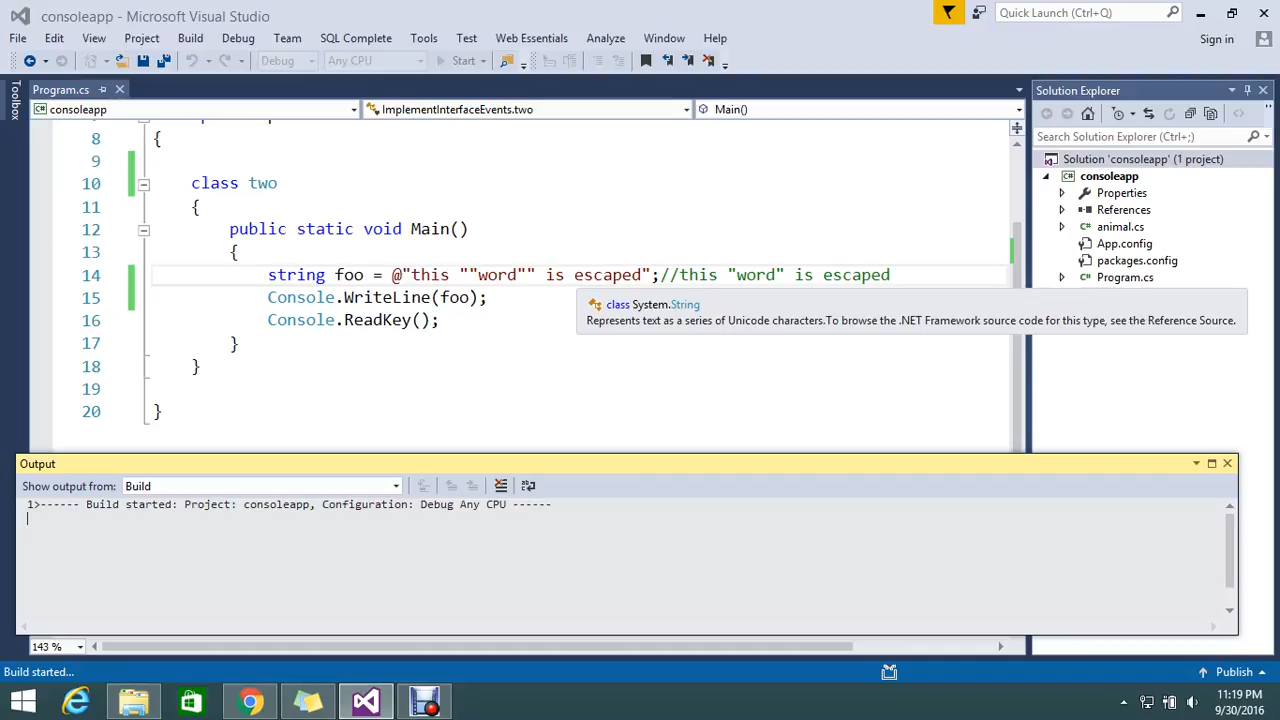 consoleapp - Microsoft Visual Studio
Quick Launch (Ctrl+Q)
File Edit View Project Build Debug Team SQL Complete Tools Test Web Essentials Analyze Window Help
Sign in
Debug Any CPU Start
Toolbox
Program.cs
consoleapp ImplementInterfaceEvents.two Main()
8 {
9
10 class two
11 {
12 public static void Main()
13 {
14 string foo = @"this ""word"" is escaped";//this "word" is escaped
15 Console.WriteLine(foo);
16 Console.ReadKey();
17 }
18 }
19
20 }
class System.String
Represents text as a series of Unicode characters.To browse the .NET Framework source code for this type, see the Reference Source.
Solution Explorer
Search Solution Explorer (Ctrl+;)
Solution 'consoleapp' (1 project)
consoleapp
Properties
References
animal.cs
App.config
packages.config
Program.cs
Output
Show output from: Build
1>------ Build started: Project: consoleapp, Configuration: Debug Any CPU ------
143 %
Build started...
Publish
11:19 PM
9/30/2016